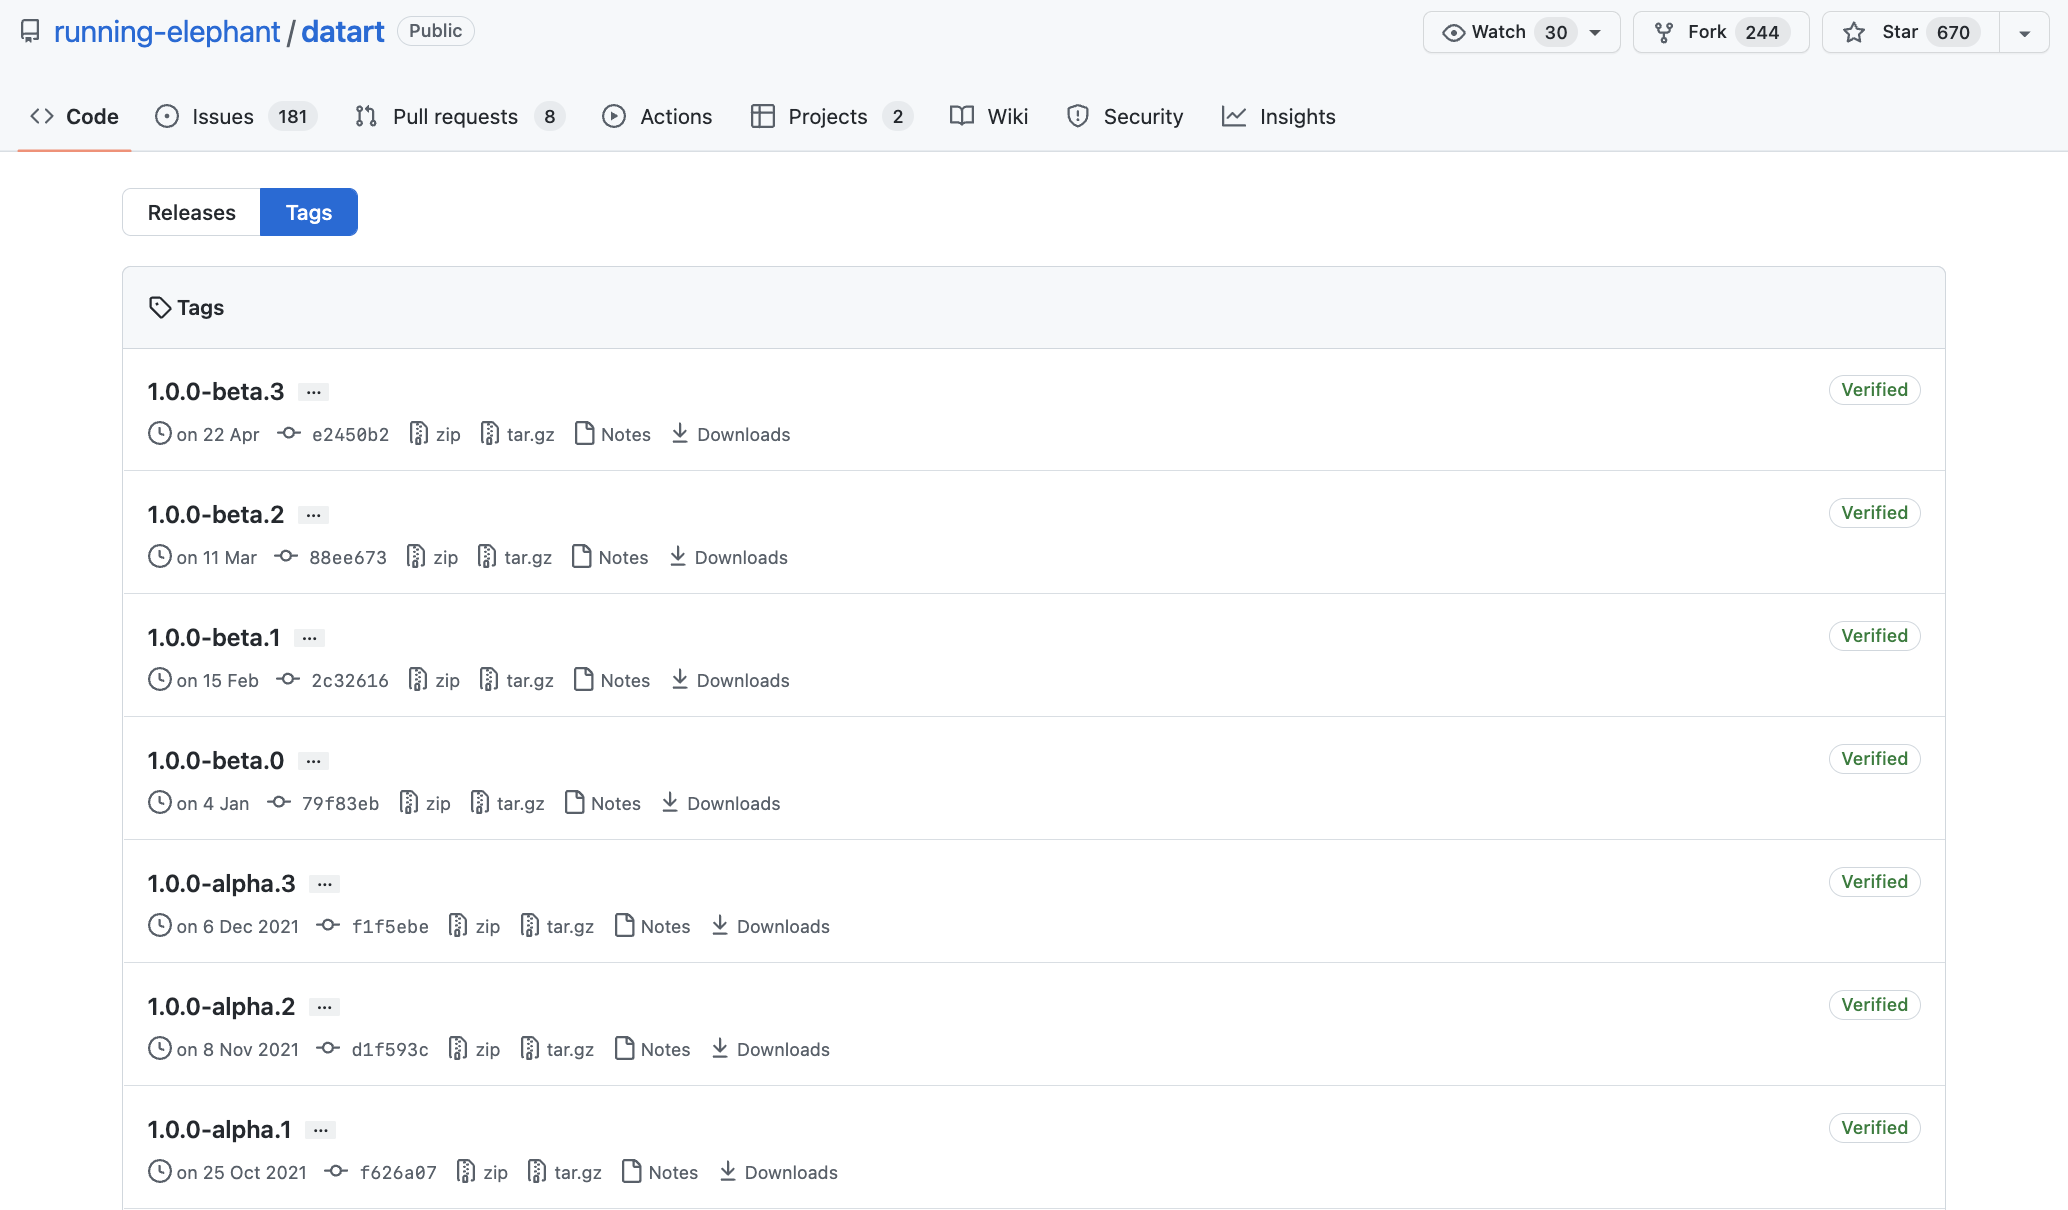 running-elephant / datart Public Watch 30 Fork 244 Star 670
Code Issues 181 Pull requests 8 Actions Projects 2 Wiki Security Insights
Releases Tags
Tags
1.0.0-beta.3 ... Verified
on 22 Apr e2450b2 zip tar.gz Notes Downloads
1.0.0-beta.2 ... Verified
on 11 Mar 88ee673 zip tar.gz Notes Downloads
1.0.0-beta.1 ... Verified
on 15 Feb 2c32616 zip tar.gz Notes Downloads
1.0.0-beta.0 ... Verified
on 4 Jan 79f83eb zip tar.gz Notes Downloads
1.0.0-alpha.3 ... Verified
on 6 Dec 2021 f1f5ebe zip tar.gz Notes Downloads
1.0.0-alpha.2 ... Verified
on 8 Nov 2021 d1f593c zip tar.gz Notes Downloads
1.0.0-alpha.1 ... Verified
on 25 Oct 2021 f626a07 zip tar.gz Notes Downloads